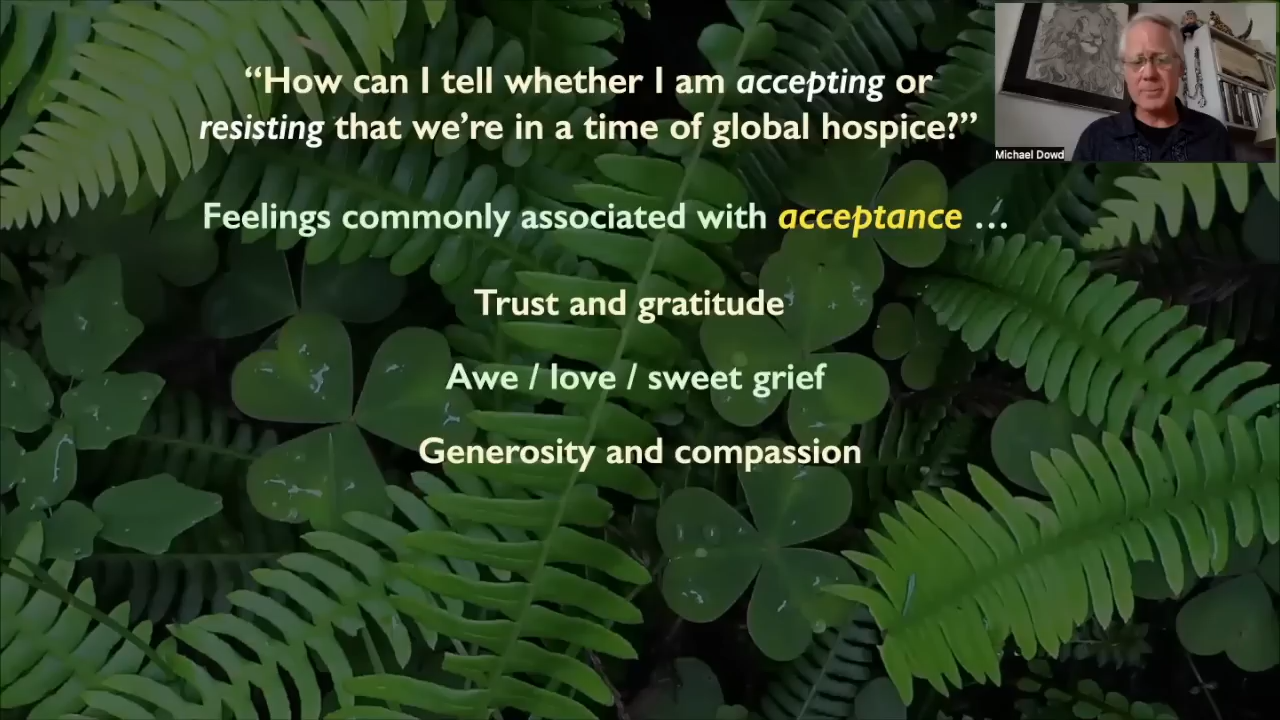 “How can I tell whether I am accepting or
resisting that we’re in a time of global hospice?”
Michael Dowd
Feelings commonly associated with acceptance …
Trust and gratitude
Awe / love / sweet grief
Generosity and compassion